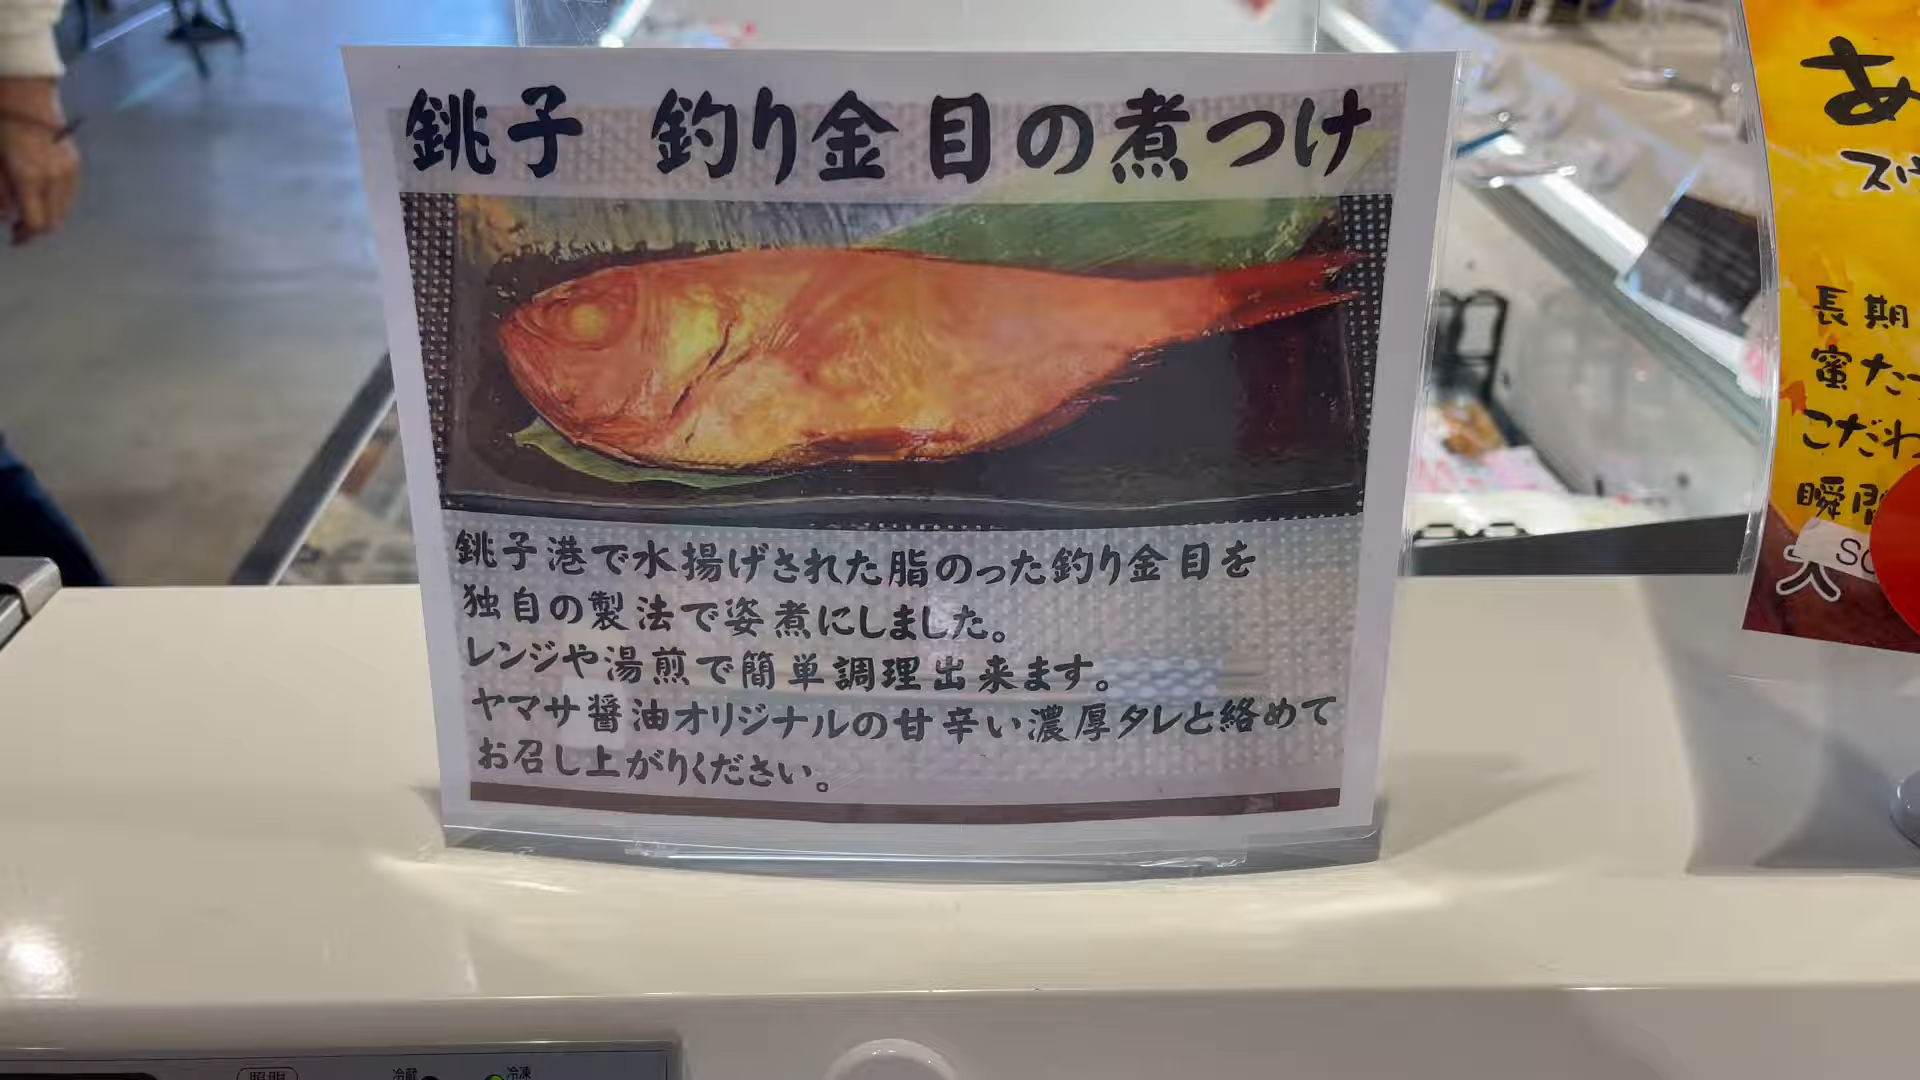 銚子 釣り金目の煮つけ
銚子港で水揚げされた脂のった釣り金目を
独自の製法で姿煮にしました。
レンジや湯煎で簡単調理出来ます。
ヤマサ醤油オリジナルの甘辛い濃厚タレと絡めて
お召し上がりください。
あ
長期
蜜た
こだわ
瞬間
冷蔵
冷凍